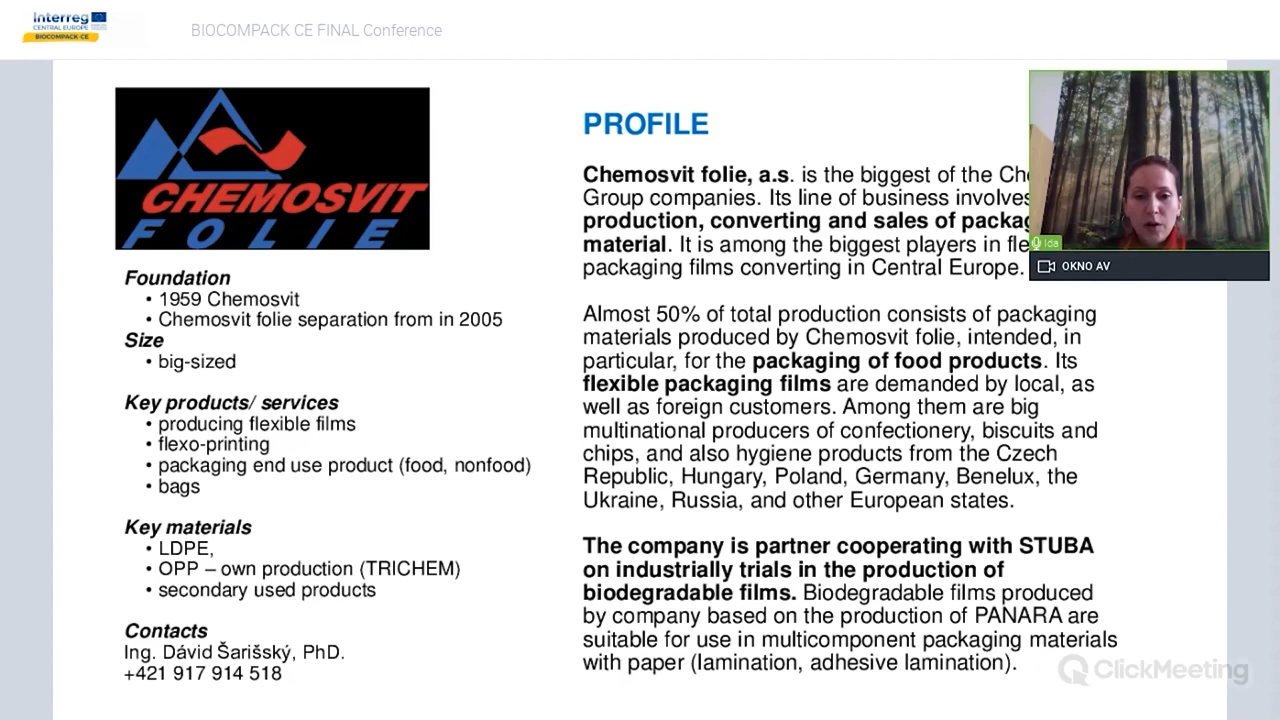 Interreg
CENTRAL EUROPE
BIOCOMPACK-CE
BIOCOMPACK CE FINAL Conference
CHEMOSVIT
FOLIE
Foundation
• 1959 Chemosvit
• Chemosvit folie separation from in 2005
Size
• big-sized
Key products/ services
• producing flexible films
• flexo-printing
• packaging end use product (food, nonfood)
• bags
Key materials
• LDPE,
• OPP – own production (TRICHEM)
• secondary used products
Contacts
Ing. Dávid Šarišský, PhD.
+421 917 914 518
PROFILE
Chemosvit folie, a.s. is the biggest of the
Group companies. Its line of business involves
production, converting and sales of
material. It is among the biggest players in
packaging films converting in Central Europe.
Almost 50% of total production consists of packaging
materials produced by Chemosvit folie, intended, in
particular, for the packaging of food products. Its
flexible packaging films are demanded by local, as
well as foreign customers. Among them are big
multinational producers of confectionery, biscuits and
chips, and also hygiene products from the Czech
Republic, Hungary, Poland, Germany, Benelux, the
Ukraine, Russia, and other European states.
The company is partner cooperating with STUBA
on industrially trials in the production of
biodegradable films. Biodegradable films produced
by company based on the production of PANARA are
suitable for use in multicomponent packaging materials
with paper (lamination, adhesive lamination).
Ida
OKNO AV
ClickMeeting